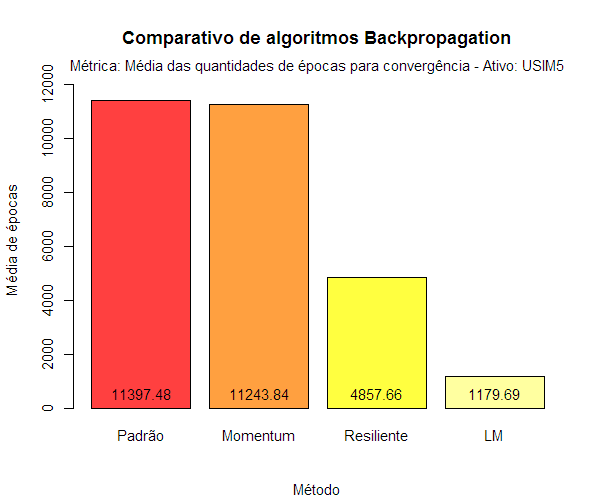 Comparativo de algoritmos Backpropagation
Métrica: Média das quantidades de épocas para convergência - Ativo: USIM5
Média de épocas
12000
10000
8000
6000
4000
2000
0
11397.48 11243.84 4857.66 1179.69
Padrão Momentum Resiliente LM
Método